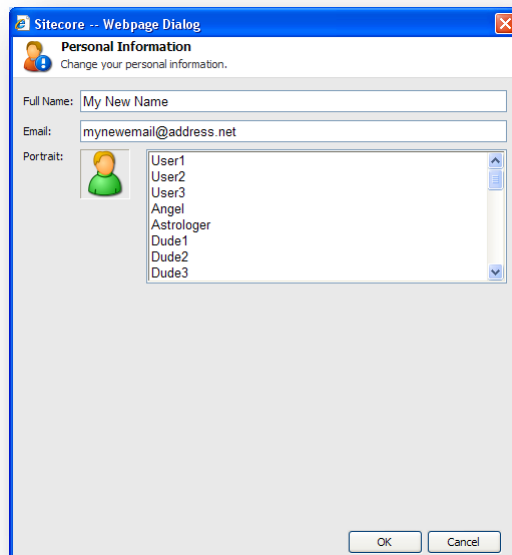 Sitecore -- Webpage Dialog
Personal Information
Change your personal information.
Full Name: My New Name
Email: mynewemail@address.net
Portrait:
User1
User2
User3
Angel
Astrologer
Dude1
Dude2
Dude3
OK Cancel